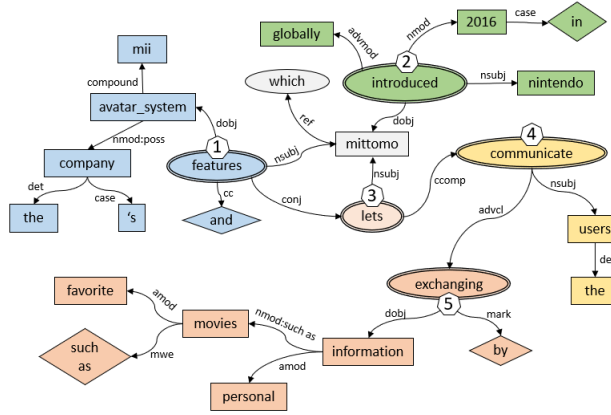 mii
globally
advmod
nmod
2016
case
in
compound
which
2
introduced
nsubj
nintendo
avatar_system
dobj
ref
dobj
nmod:poss
1
features
nsubj
mittomo
4
communicate
company
3
nsubj
ccomp
det
case
cc
conj
lets
nsubj
the
's
and
advcl
users
de
exchanging
the
favorite
amod
5
dobj
mark
movies
nmod:such as
such
as
mwe
information
by
amod
personal